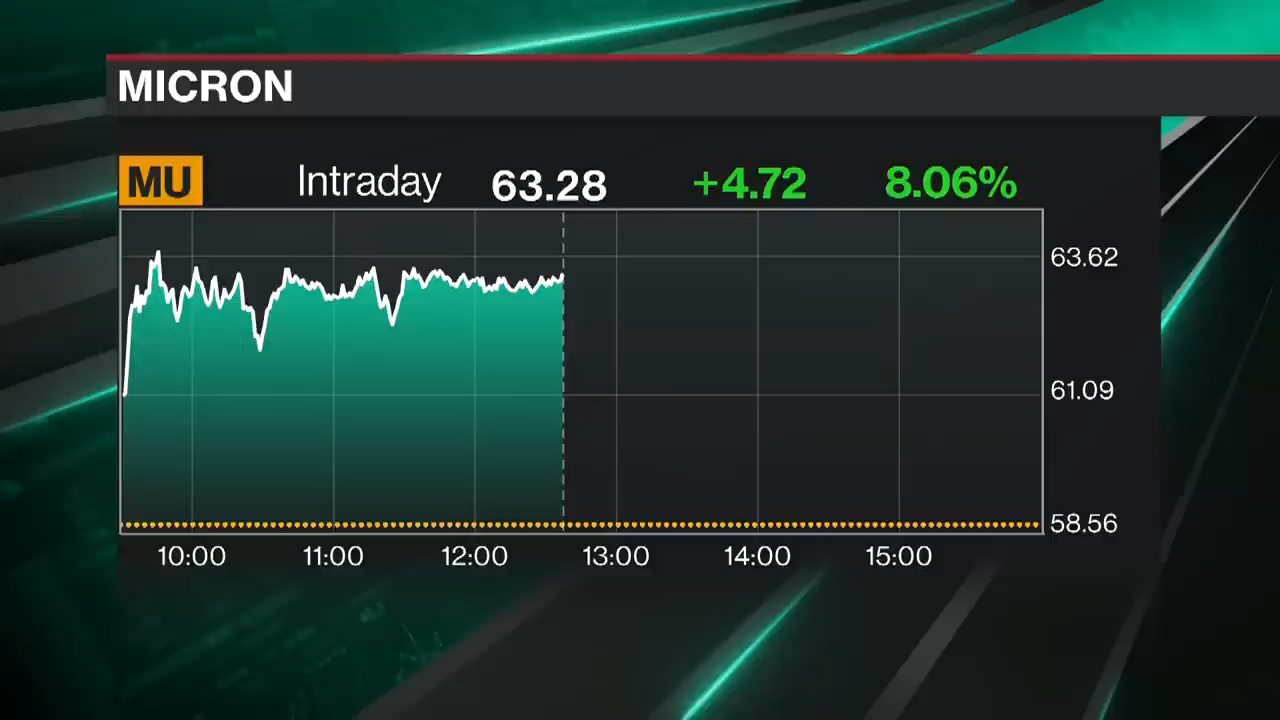 MICRON
MU Intraday 63.28 +4.72 8.06%
63.62
61.09
58.56
10:00 11:00 12:00 13:00 14:00 15:00